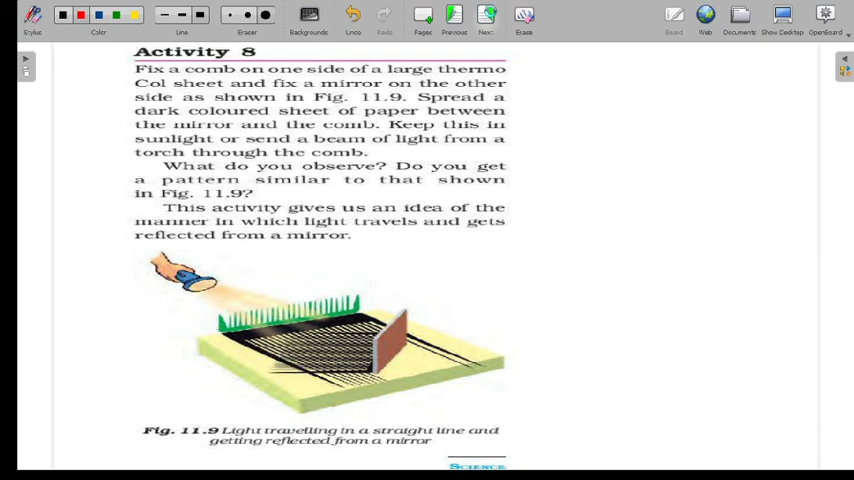 Stylus
Color
Line
Eraser
Backgrounds
Undo
Redo
Pages
Previous
Next
Erase
Board
Web
Documents
Show Desktop
OpenBoard
Activity 8
Fix a comb on one side of a large thermo
Col sheet and fix a mirror on the other
side as shown in Fig. 11.9. Spread a
dark coloured sheet of paper between
the mirror and the comb. Keep this in
sunlight or send a beam of light from a
torch through the comb.
What do you observe? Do you get
a pattern similar to that shown
in Fig. 11.9?
This activity gives us an idea of the
manner in which light travels and gets
reflected from a mirror.
Fig. 11.9 Light travelling in a straight line and
getting reflected from a mirror
SCIENCE